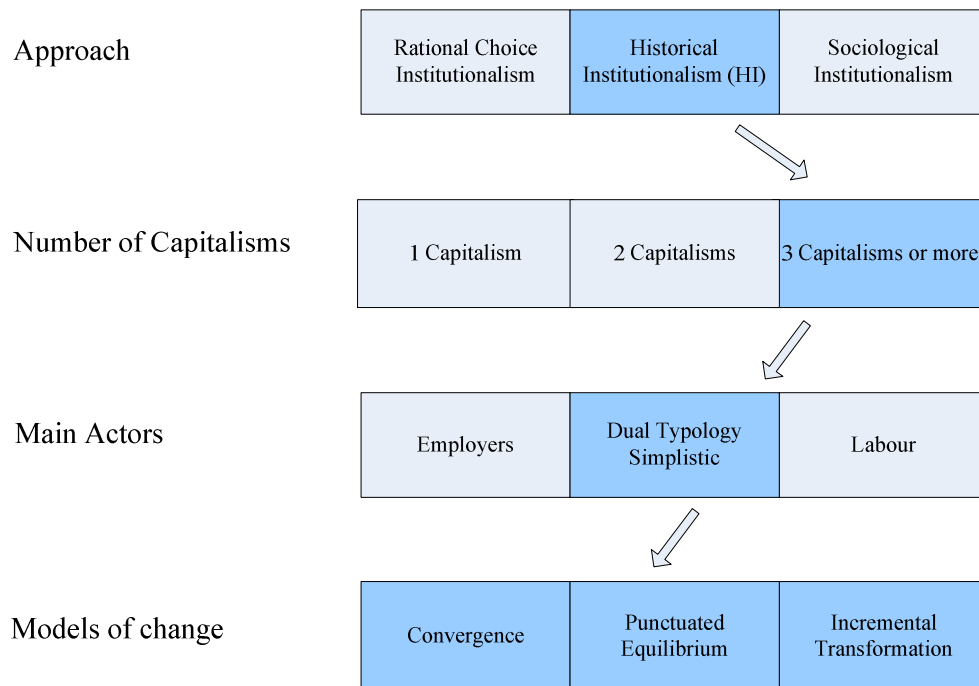 Approach
Rational Choice
Institutionalism
Historical
Institutionalism (HI)
Sociological
Institutionalism
Number of Capitalisms
1 Capitalism
2 Capitalisms
3 Capitalisms or more
Main Actors
Employers
Dual Typology
Simplistic
Labour
Models of change
Convergence
Punctuated
Equilibrium
Incremental
Transformation